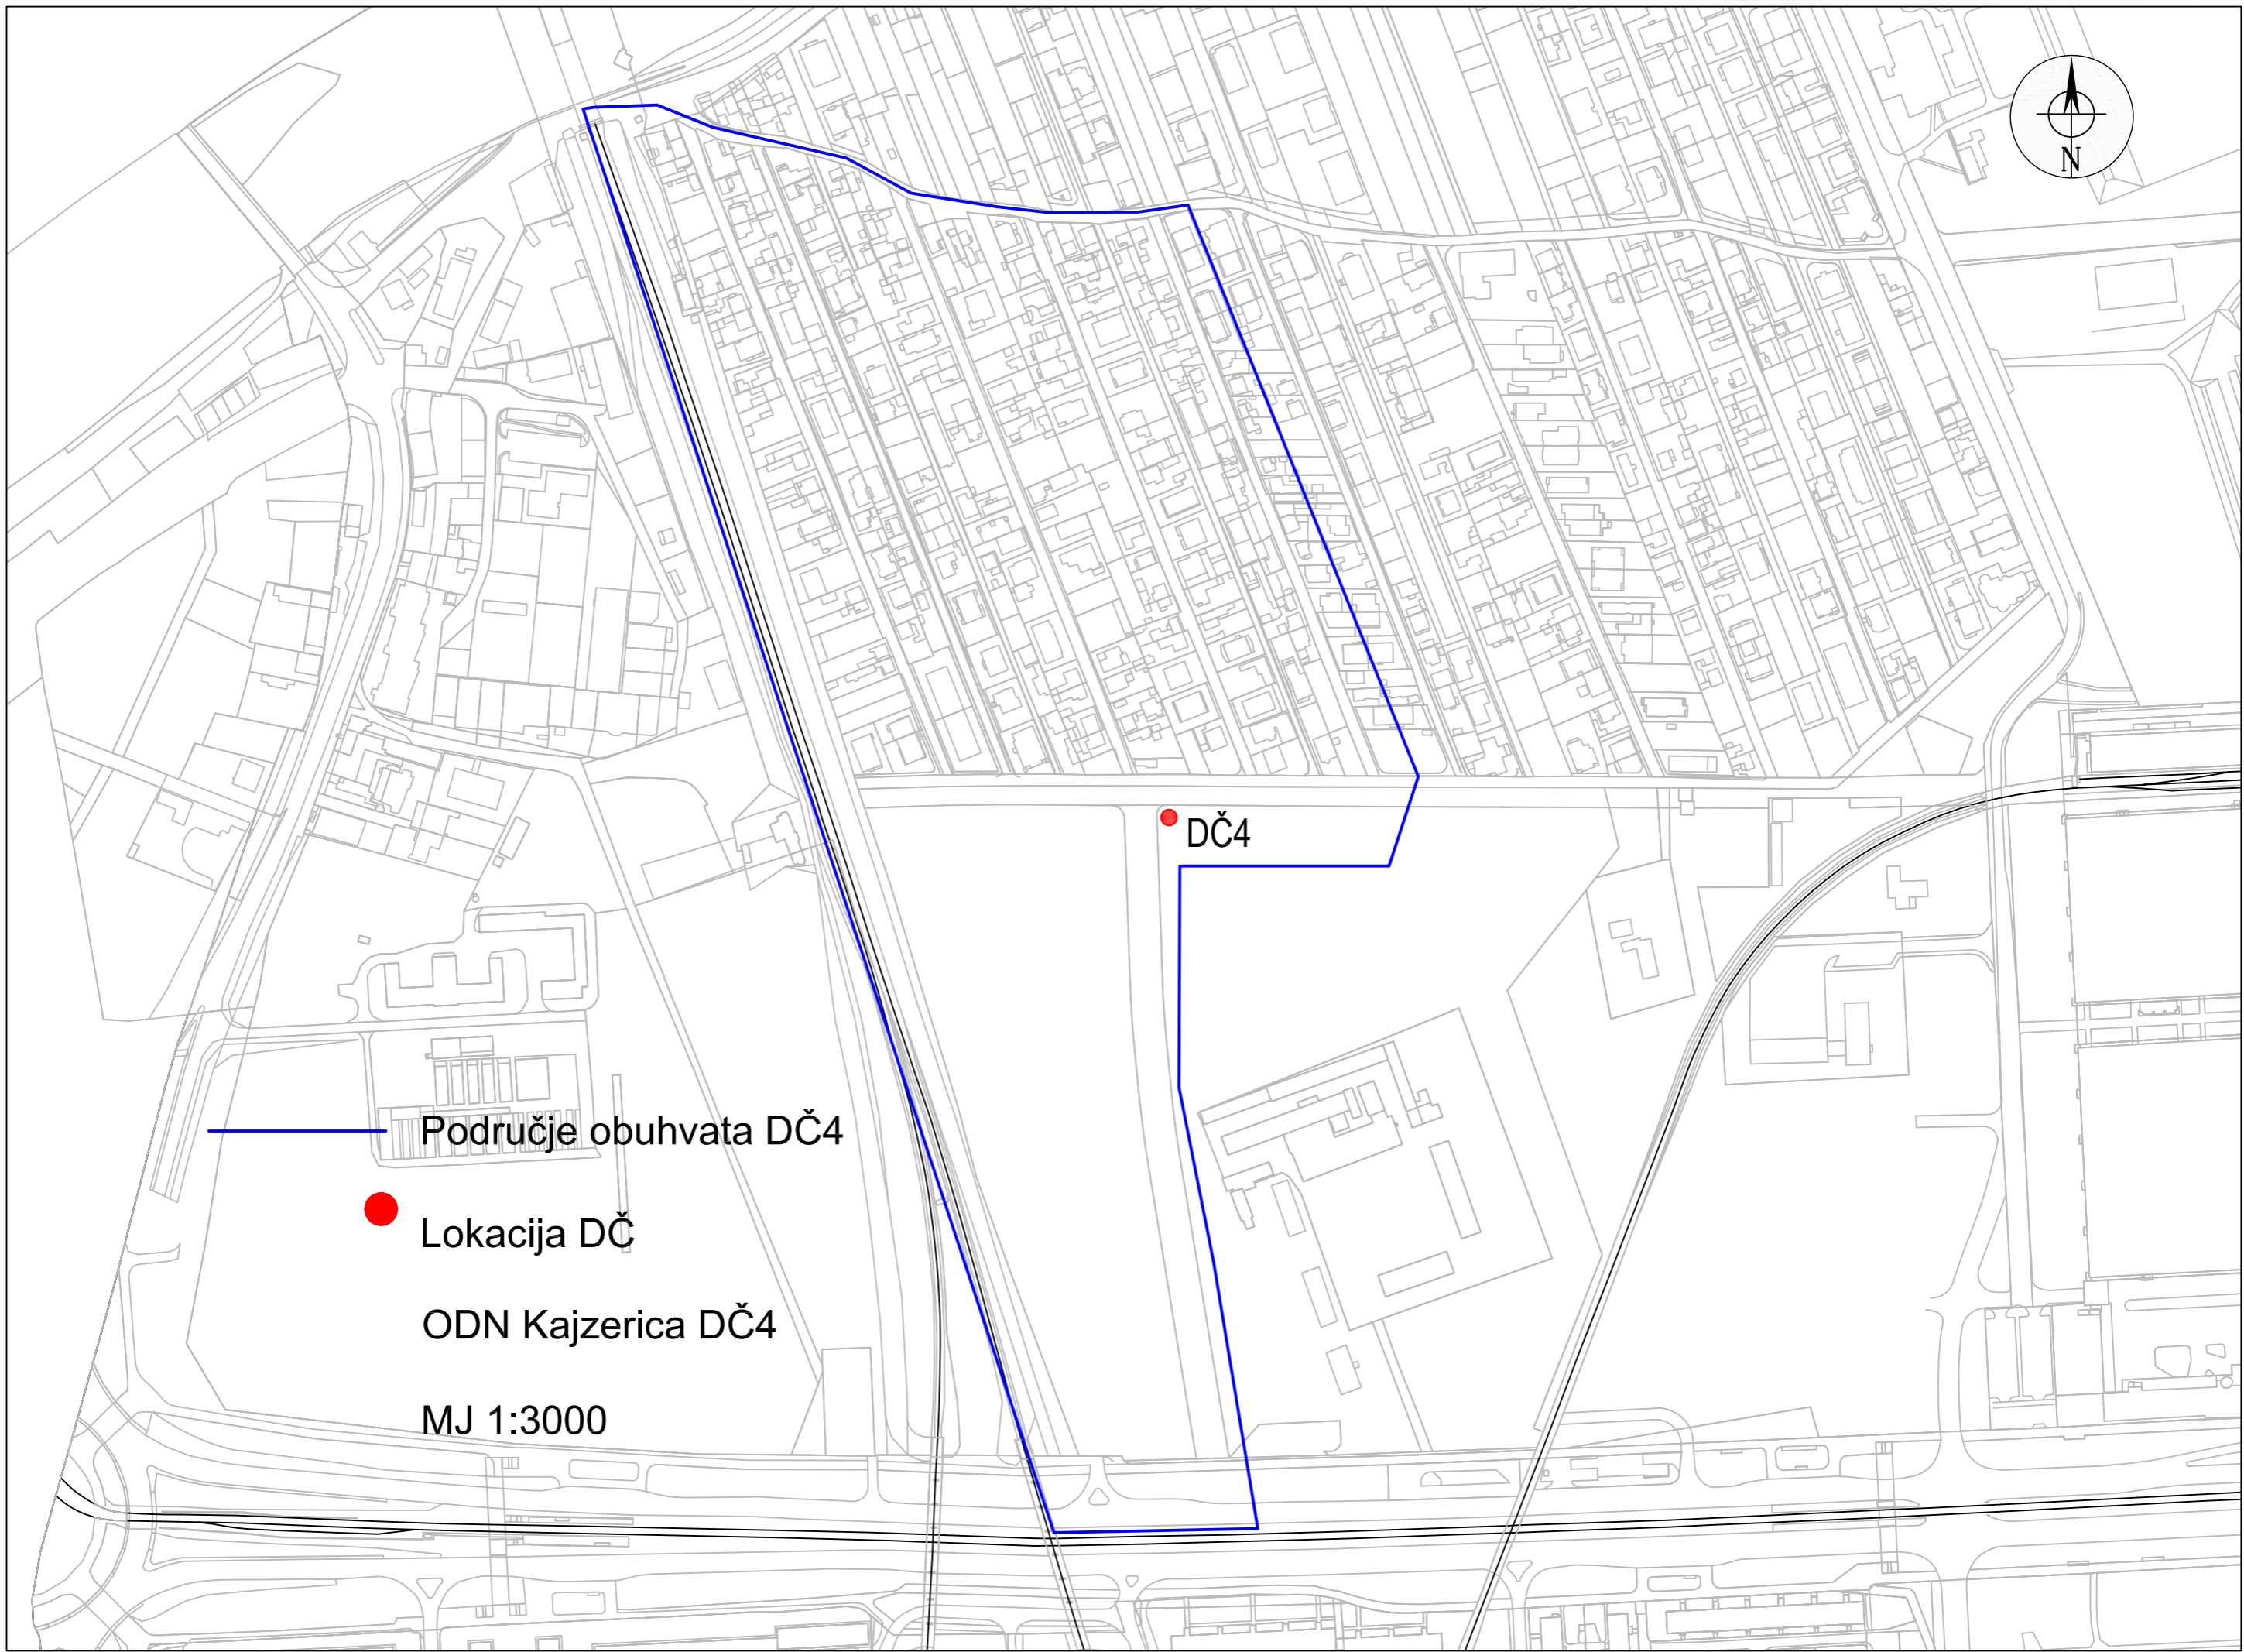 N
DČ4
Područje obuhvata DČ4
Lokacija DČ
ODN Kajzerica DČ4
MJ 1:3000